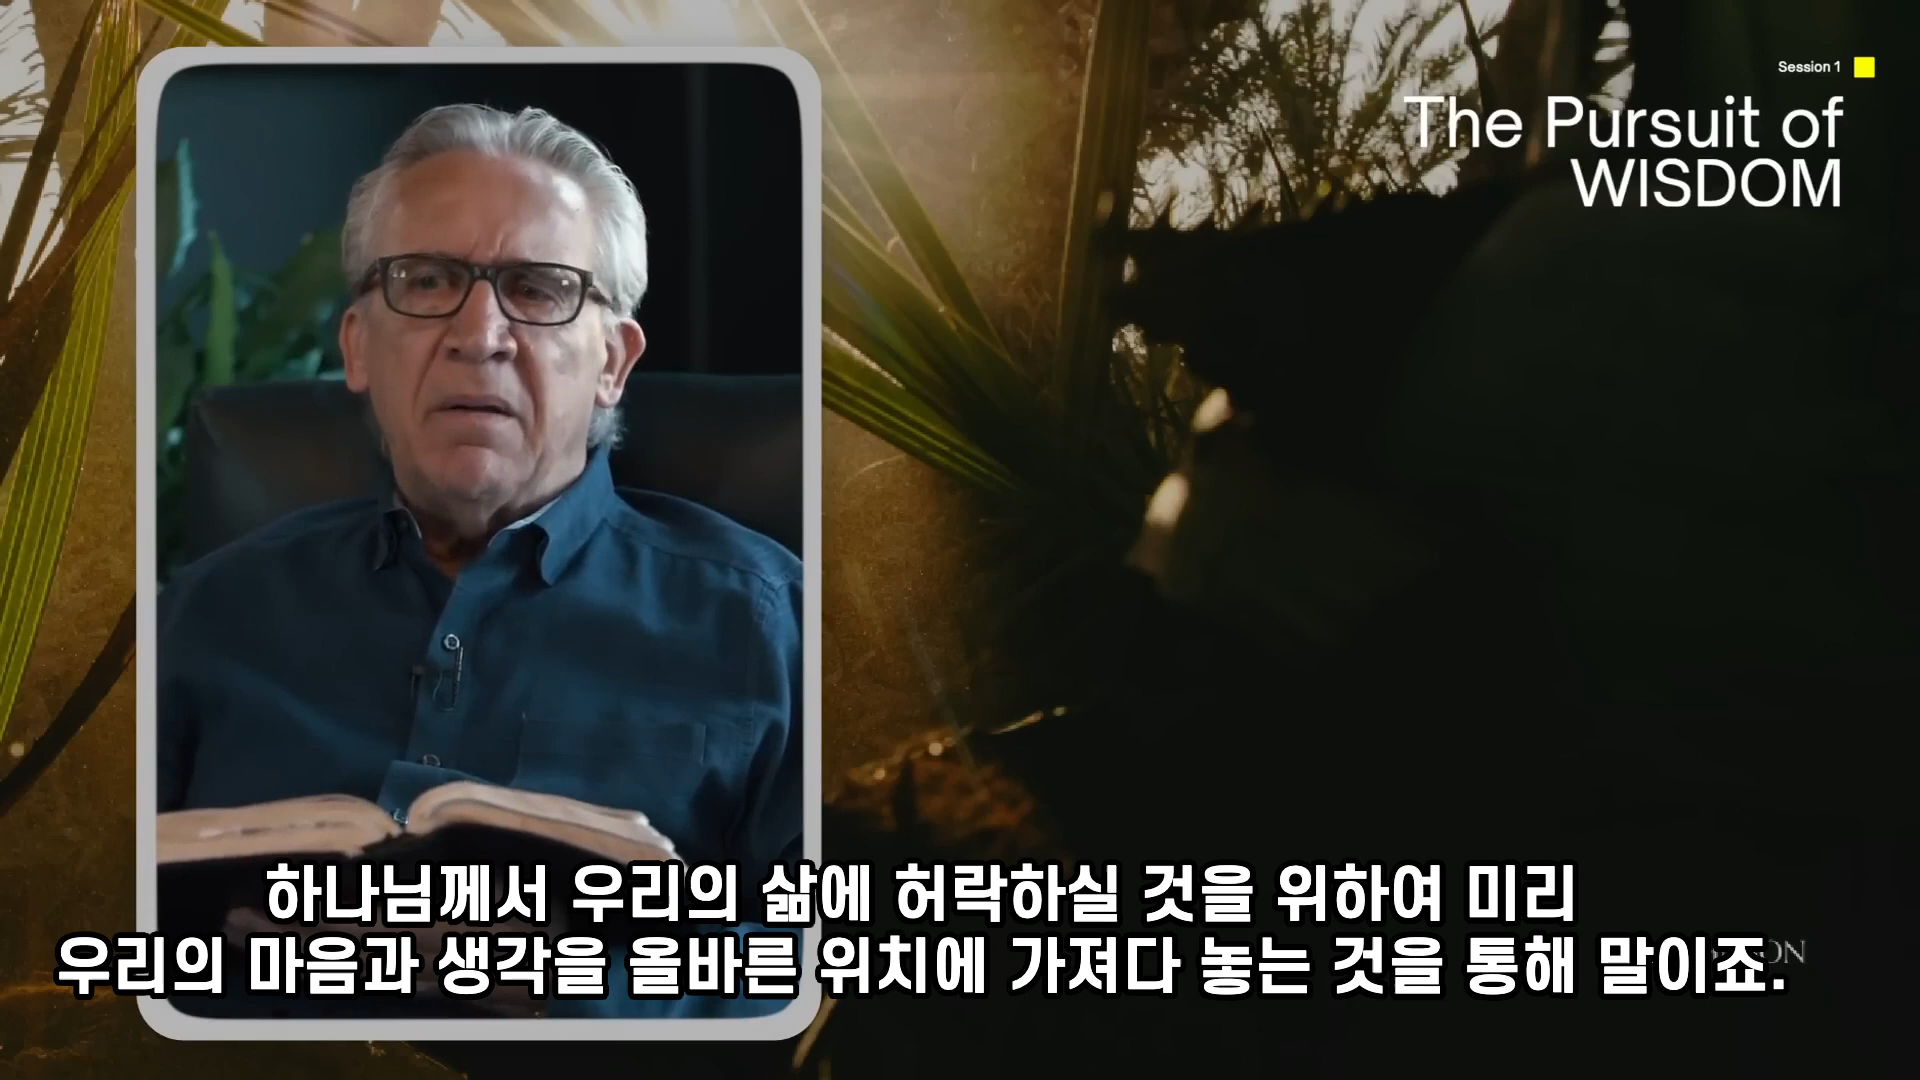 Session 1
The Pursuit of
WISDOM
하나님께서 우리의 삶에 허락하실 것을 위하여 미리
우리의 마음과 생각을 올바른 위치에 가져다 놓는 것을 통해 말이죠.